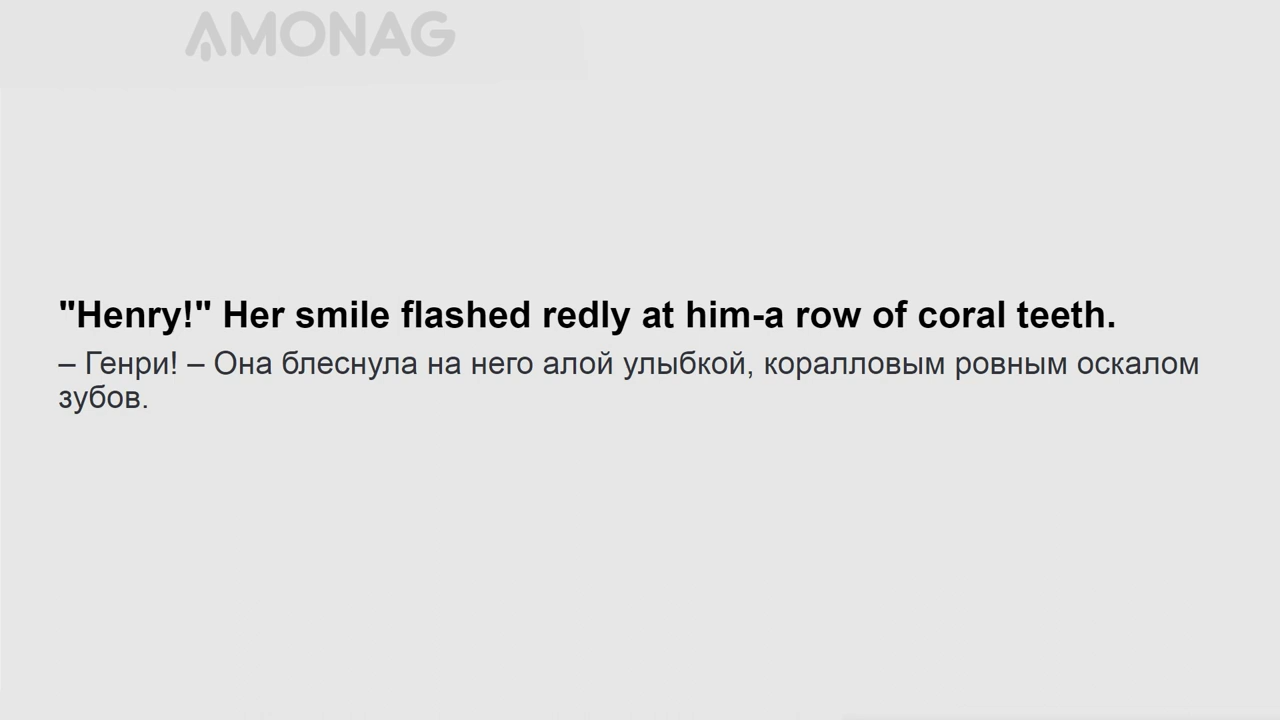 AMONAG
"Henry!" Her smile flashed redly at him-a row of coral teeth.
– Генри! – Она блеснула на него алой улыбкой, коралловым ровным оскалом
зубов.